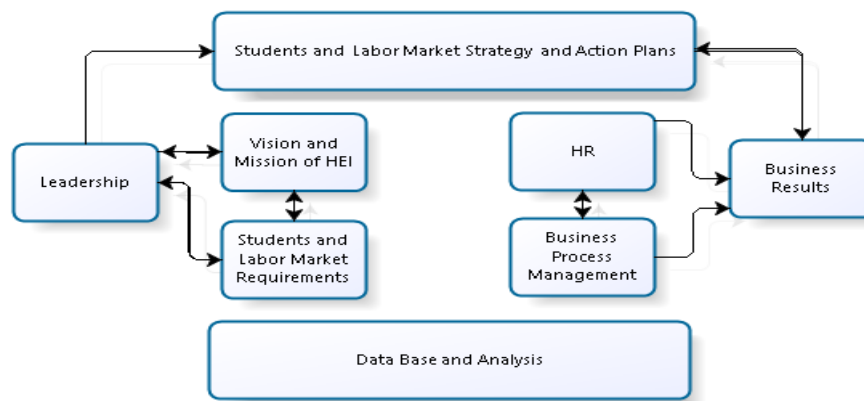 Students and Labor Market Strategy and Action Plans
Vision and
Mission of HEI
HR
Leadership
Business
Results
Students and
Labor Market
Requirements
Business
Process
Management
Data Base and Analysis